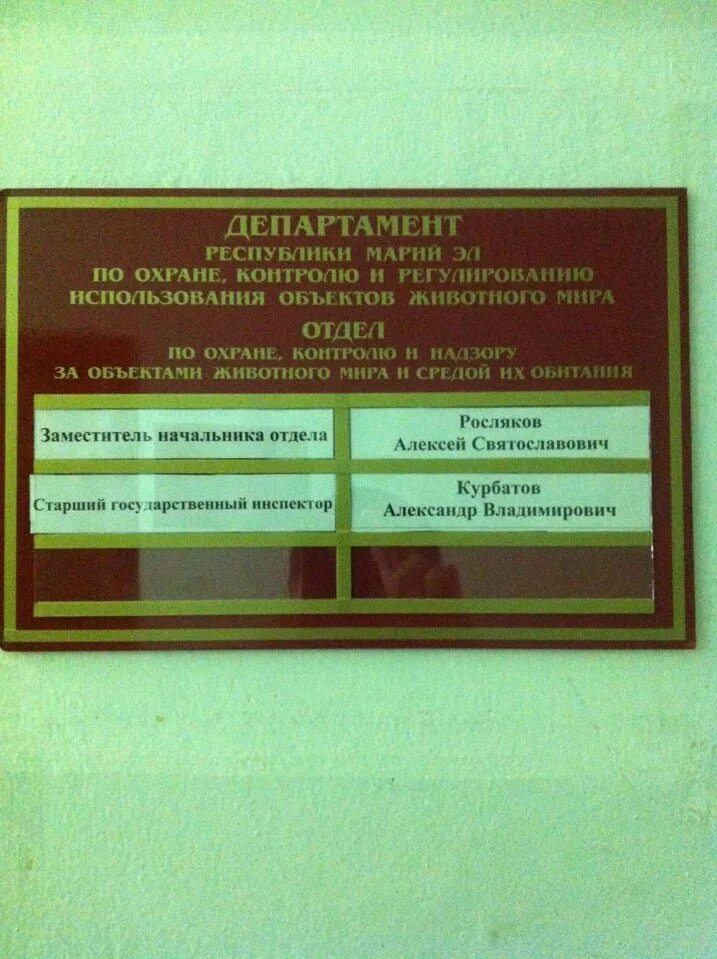 ДЕПАРТАМЕНТ
РЕСПУБЛИКИ МАРИЙ ЭЛ
ПО ОХРАНЕ, КОНТРОЛЮ И РЕГУЛИРОВАНИЮ
ИСПОЛЬЗОВАНИЯ ОБЪЕКТОВ ЖИВОТНОГО МИРА
ОТДЕЛ
ПО ОХРАНЕ, КОНТРОЛЮ И НАДЗОРУ
ЗА ОБЪЕКТАМИ ЖИВОТНОГО МИРА И СРЕДОЙ ИХ ОБИТАНИЯ
Заместитель начальника отдела
Росляков
Алексей Святославович
Старший государственный инспектор
Курбатов
Александр Владимирович